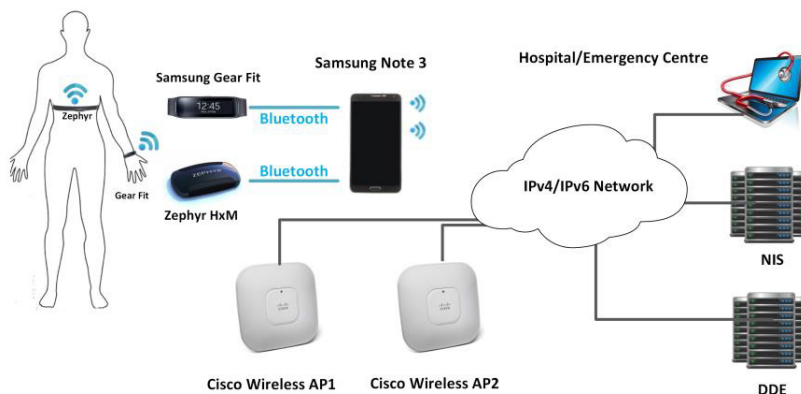 Samsung Gear Fit
Samsung Note 3
Hospital/Emergency Centre
12:45
Bluetooth
Zephyr
ZEPHYR
Bluetooth
Gear Fit
Zephyr HxM
IPv4/IPv6 Network
NIS
Cisco Wireless AP1
Cisco Wireless AP2
DDE